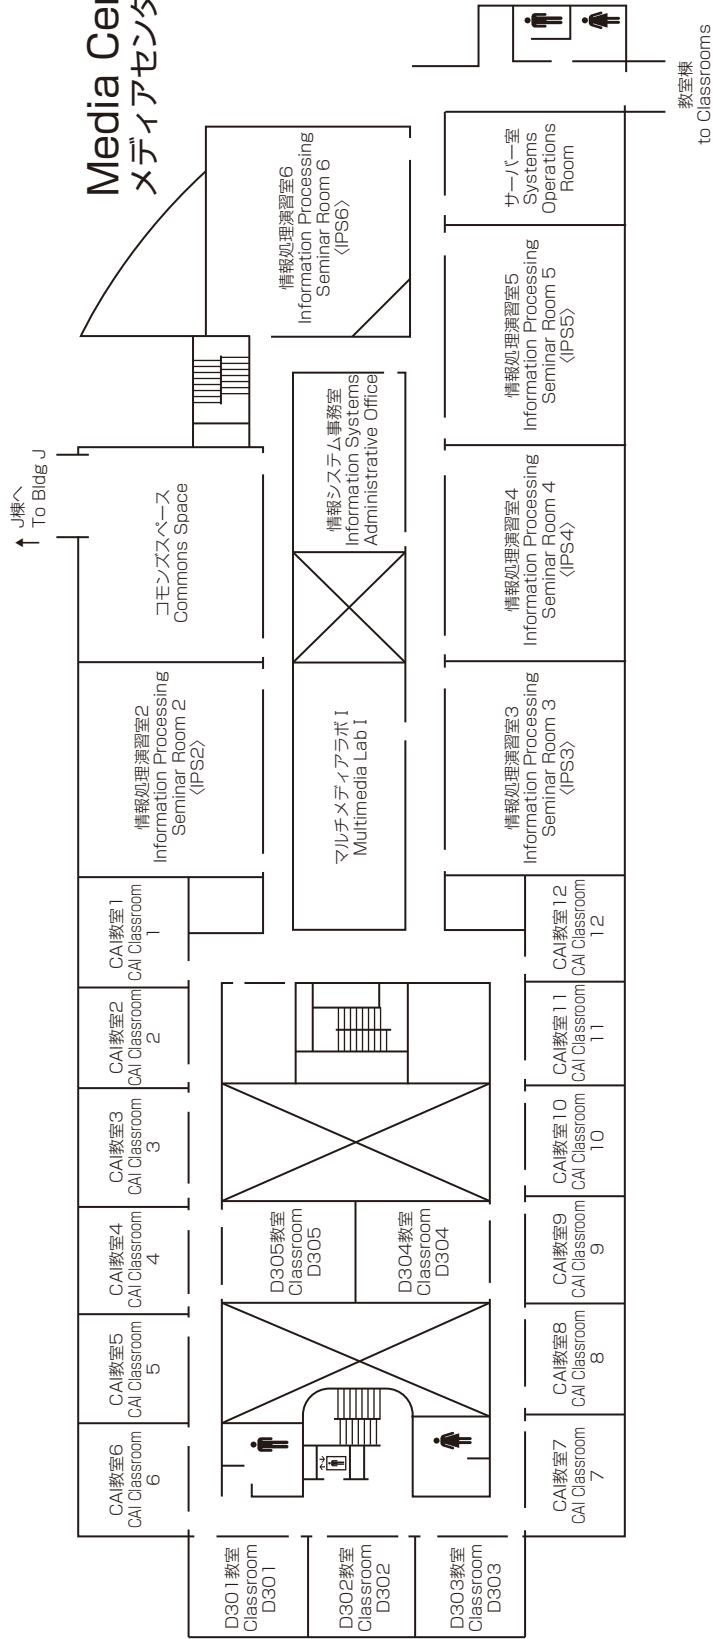 Media Cen
メディアセンタ
↑ J棟へ
To Bldg J
教室棟
to Classrooms
CAI教室6
CAI Classroom
6
CAI教室5
CAI Classroom
5
CAI教室4
CAI Classroom
4
CAI教室3
CAI Classroom
3
CAI教室2
CAI Classroom
2
CAI教室1
CAI Classroom
1
情報処理演習室2
Information Processing
Seminar Room 2
〈IPS2〉
コモンズスペース
Commons Space
情報処理演習室6
Information Processing
Seminar Room 6
〈IPS6〉
D301教室
Classroom
D301
D302教室
Classroom
D302
D303教室
Classroom
D303
D305教室
Classroom
D305
D304教室
Classroom
D304
マルチメディアラボ I
Multimedia Lab I
情報システム事務室
Information Systems
Administrative Office
CAI教室7
CAI Classroom
7
CAI教室8
CAI Classroom
8
CAI教室9
CAI Classroom
9
CAI教室10
CAI Classroom
10
CAI教室11
CAI Classroom
11
CAI教室12
CAI Classroom
12
情報処理演習室3
Information Processing
Seminar Room 3
〈IPS3〉
情報処理演習室4
Information Processing
Seminar Room 4
〈IPS4〉
情報処理演習室5
Information Processing
Seminar Room 5
〈IPS5〉
サーバー室
Systems
Operations
Room